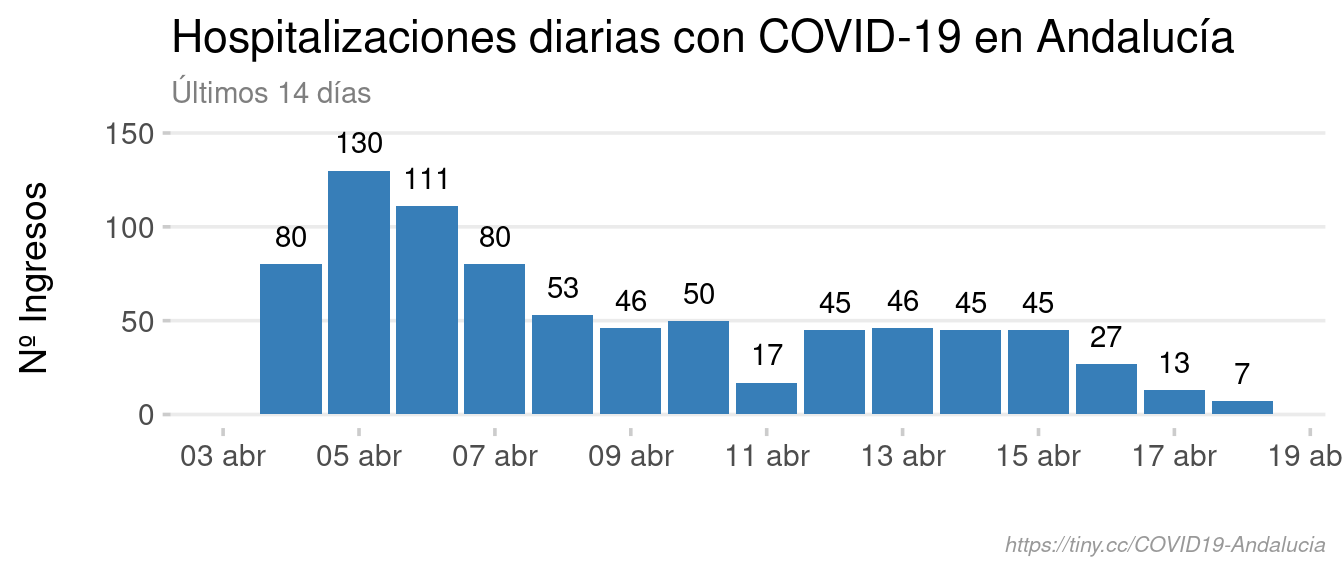 Hospitalizaciones diarias con COVID-19 en Andalucía
Últimos 14 días
Nº Ingresos
150
100
50
0
80
130
111
80
53
46
50
17
45
46
45
45
27
13
7
03 abr
05 abr
07 abr
09 abr
11 abr
13 abr
15 abr
17 abr
19 ab
https://tiny.cc/COVID19-Andalucia